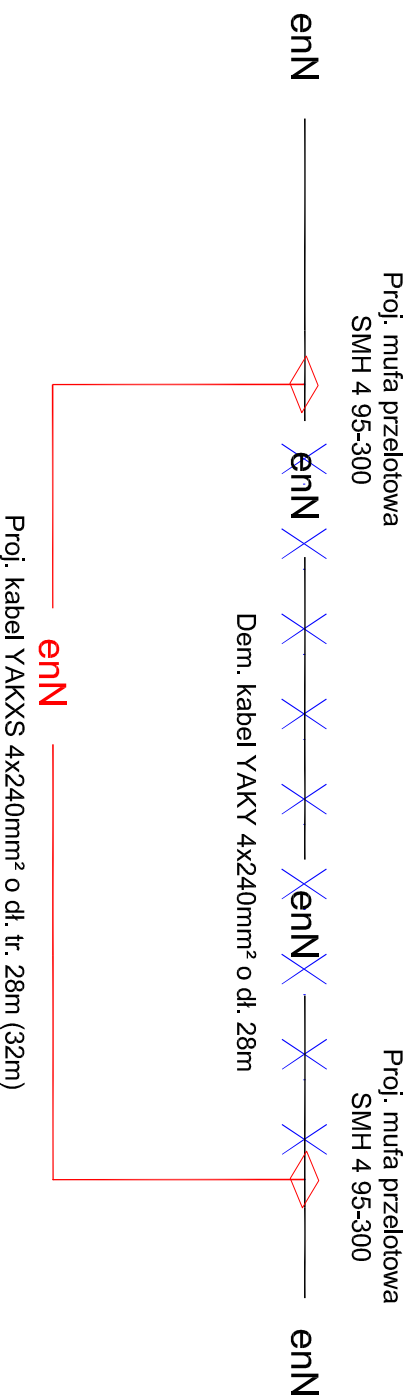 Proj. mufa przelotowa
SMH 4 95-300
Proj. mufa przelotowa
SMH 4 95-300
enN
enN
enN
enN
Dem. kabel YAKY 4x240mm² o dł. 28m
enN
Proj. kabel YAKXS 4x240mm² o dł. tr. 28m (32m)